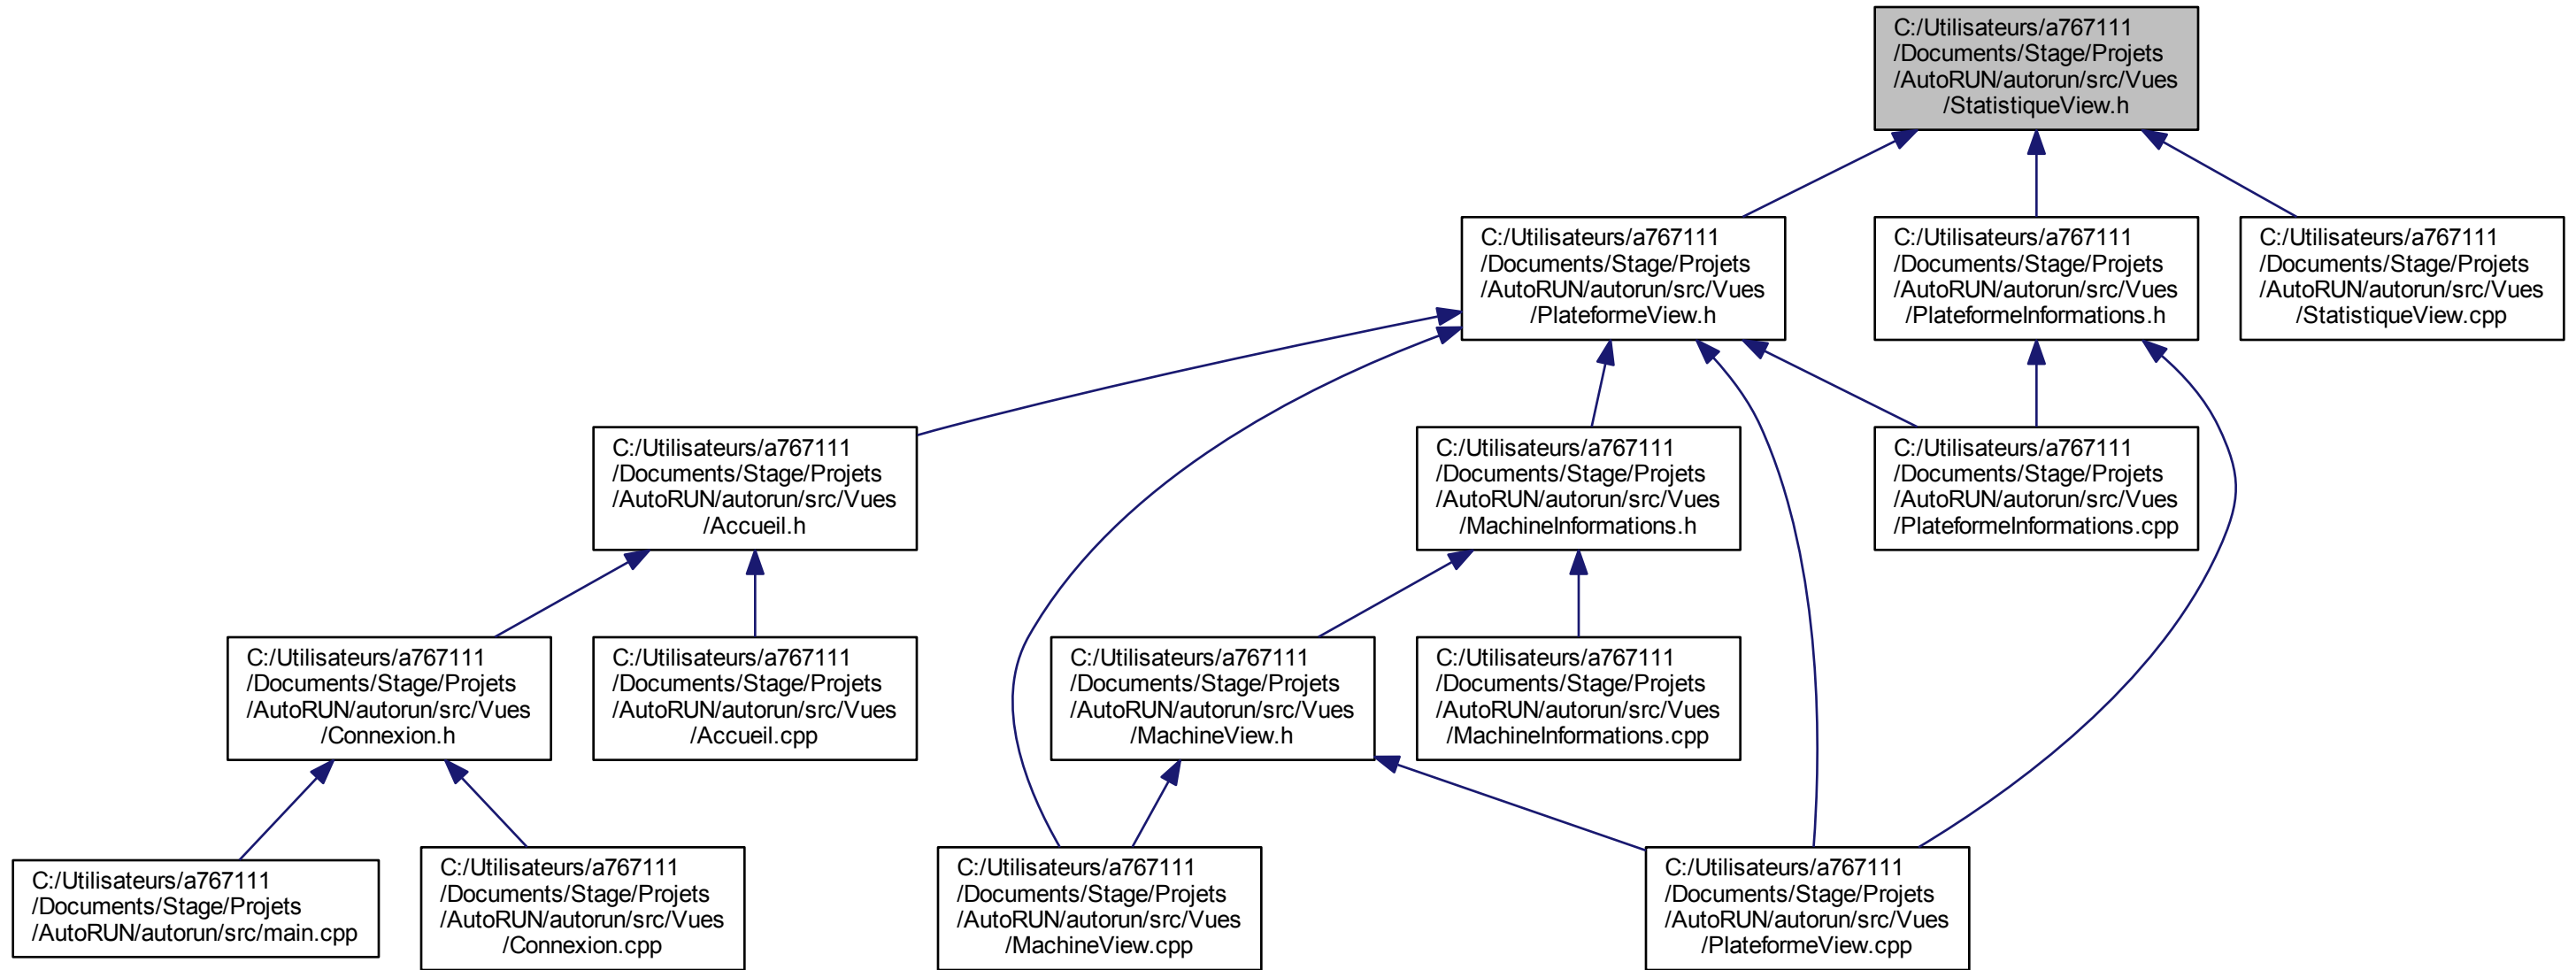 C:/Utilisateurs/a767111
/Documents/Stage/Projets
/AutoRUN/autorun/src/Vues
/StatistiqueView.h
C:/Utilisateurs/a767111
/Documents/Stage/Projets
/AutoRUN/autorun/src/Vues
/PlateformeView.h
C:/Utilisateurs/a767111
/Documents/Stage/Projets
/AutoRUN/autorun/src/Vues
/PlateformeInformations.h
C:/Utilisateurs/a767111
/Documents/Stage/Projets
/AutoRUN/autorun/src/Vues
/StatistiqueView.cpp
C:/Utilisateurs/a767111
/Documents/Stage/Projets
/AutoRUN/autorun/src/Vues
/Accueil.h
C:/Utilisateurs/a767111
/Documents/Stage/Projets
/AutoRUN/autorun/src/Vues
/MachineInformations.h
C:/Utilisateurs/a767111
/Documents/Stage/Projets
/AutoRUN/autorun/src/Vues
/PlateformeInformations.cpp
C:/Utilisateurs/a767111
/Documents/Stage/Projets
/AutoRUN/autorun/src/Vues
/Connexion.h
C:/Utilisateurs/a767111
/Documents/Stage/Projets
/AutoRUN/autorun/src/Vues
/Accueil.cpp
C:/Utilisateurs/a767111
/Documents/Stage/Projets
/AutoRUN/autorun/src/Vues
/MachineView.h
C:/Utilisateurs/a767111
/Documents/Stage/Projets
/AutoRUN/autorun/src/Vues
/MachineInformations.cpp
C:/Utilisateurs/a767111
/Documents/Stage/Projets
/AutoRUN/autorun/src/main.cpp
C:/Utilisateurs/a767111
/Documents/Stage/Projets
/AutoRUN/autorun/src/Vues
/Connexion.cpp
C:/Utilisateurs/a767111
/Documents/Stage/Projets
/AutoRUN/autorun/src/Vues
/MachineView.cpp
C:/Utilisateurs/a767111
/Documents/Stage/Projets
/AutoRUN/autorun/src/Vues
/PlateformeView.cpp